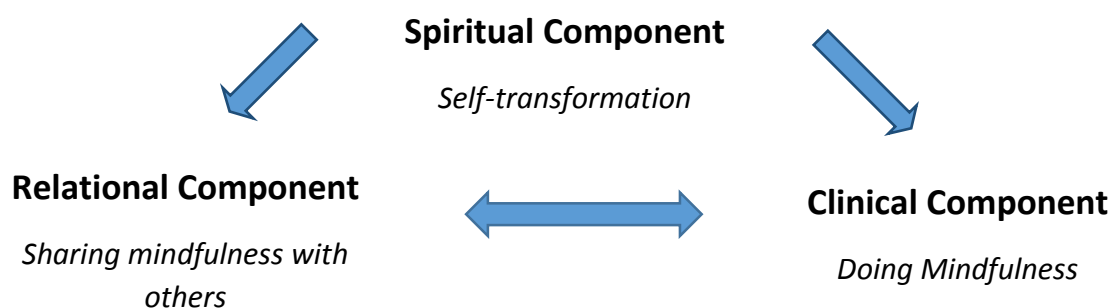 Spiritual Component
Self-transformation
Relational Component
Sharing mindfulness with
others
Clinical Component
Doing Mindfulness